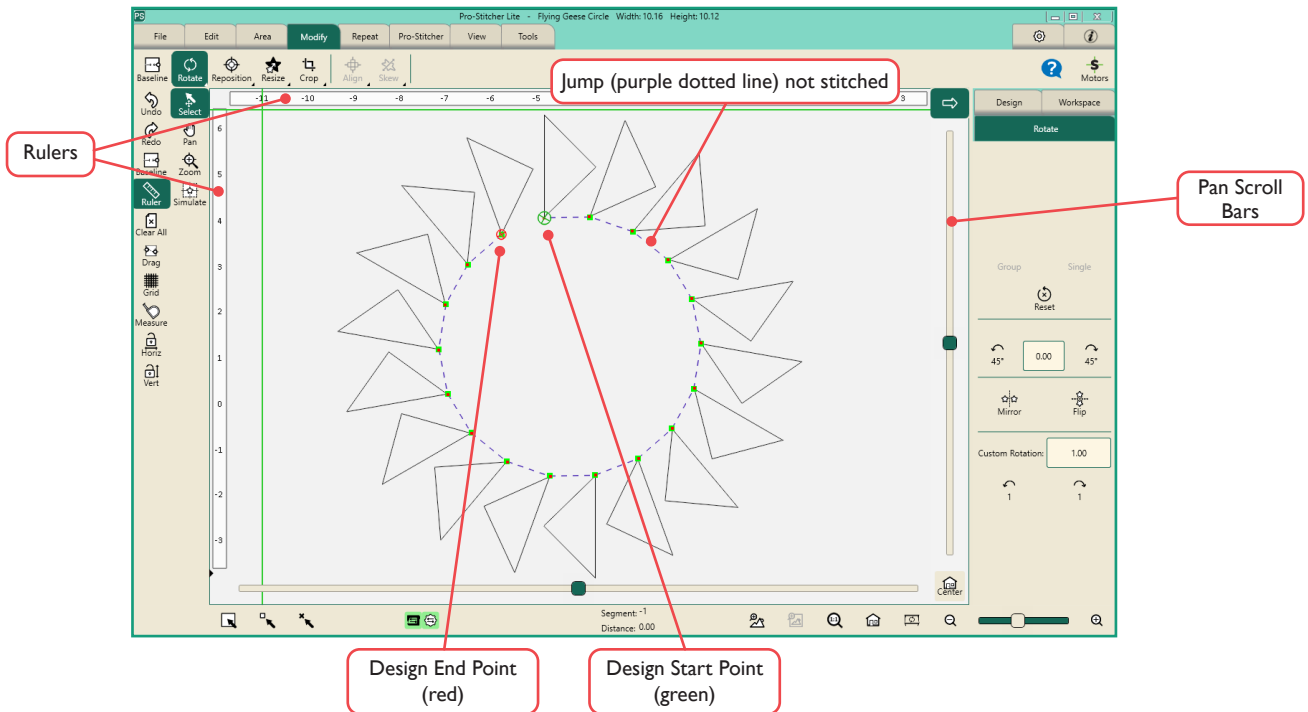 PS
Pro-Stitcher Lite - Flying Geese Circle Width: 10.16 Height: 10.12
File Edit Area Modify Repeat Pro-Stitcher View Tools
Baseline Rotate Reposition Resize Crop Align Skew
? Motors
Jump (purple dotted line) not stitched
Undo Select
Redo Pan
Baseline Zoom
Ruler Simulate
Clear All
Drag
Grid
Measure
Horiz
Vert
Rulers
-11 -10 -9 -8 -7 -6 -5 3
6
5
4
3
2
1
0
-1
-2
-3
Design Workspace
Rotate
Pan Scroll
Bars
Group Single
Reset
45° 0.00 45°
Mirror Flip
Custom Rotation: 1.00
1 1
Center
Segment: -1
Distance: 0.00
1:1
Design End Point
(red)
Design Start Point
(green)